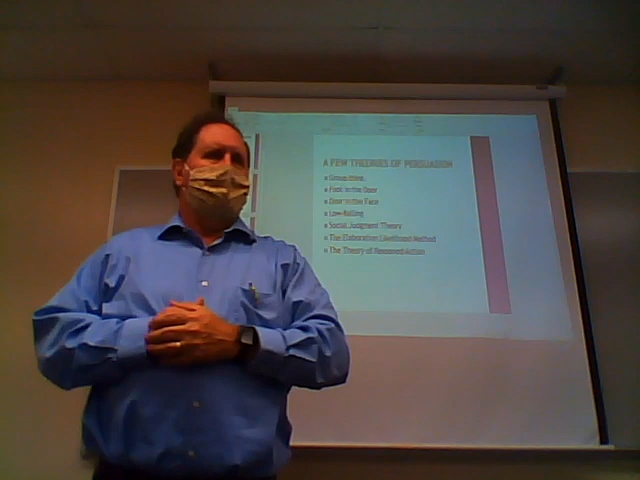 A FEW THEORIES OF PERSUASION
Groupthink
Foot in the Door
Door in the Face
Low-Balling
Social Judgment Theory
The Elaboration Likelihood Method
The Theory of Reasoned Action